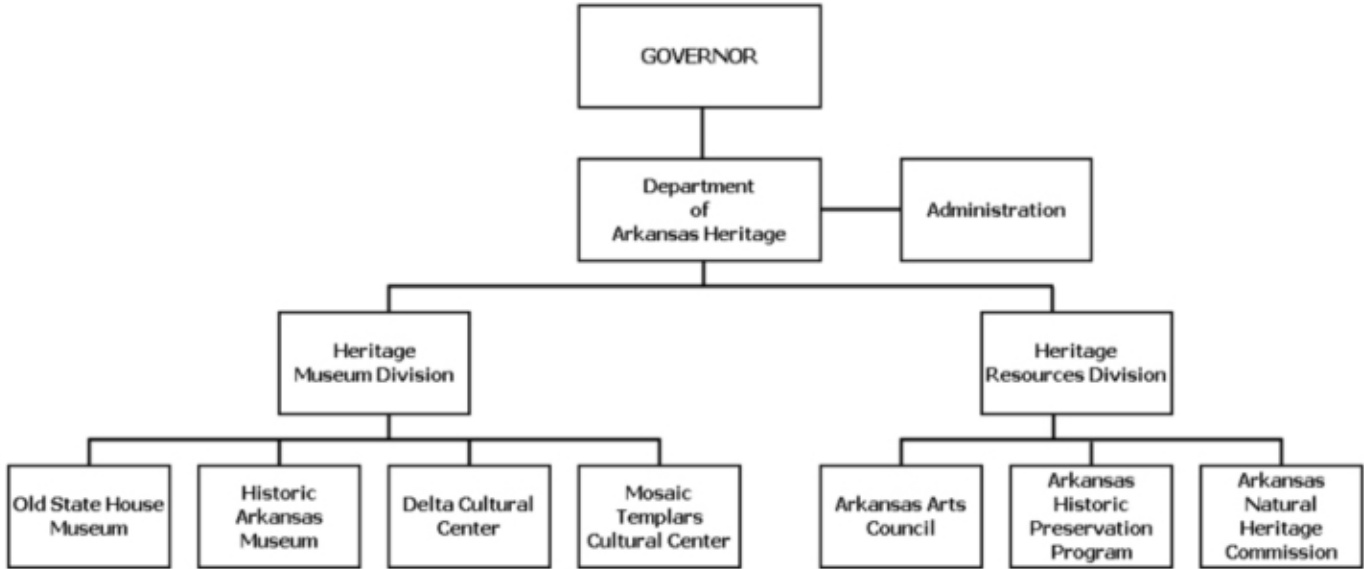 GOVERNOR
Department
of
Arkansas Heritage
Administration
Heritage
Museum Division
Heritage
Resources Division
Old State House
Museum
Historic
Arkansas
Museum
Delta Cultural
Center
Mosaic
Templars
Cultural Center
Arkansas Arts
Council
Arkansas
Historic
Preservation
Program
Arkansas
Natural
Heritage
Commission